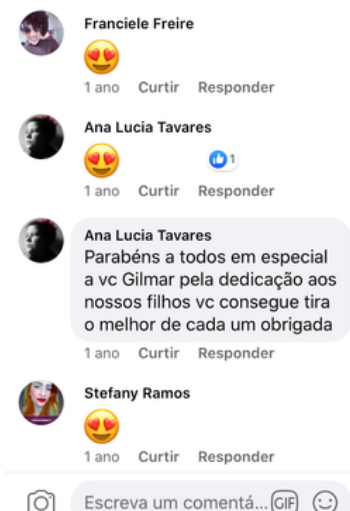 Franciele Freire
😍
1 ano Curtir Responder
Ana Lucia Tavares
😍 👍 1
1 ano Curtir Responder
Ana Lucia Tavares
Parabéns a todos em especial
a vc Gilmar pela dedicação aos
nossos filhos vc consegue tira
o melhor de cada um obrigada
1 ano Curtir Responder
Stefany Ramos
😍
1 ano Curtir Responder
Escreva um comentá... GIF